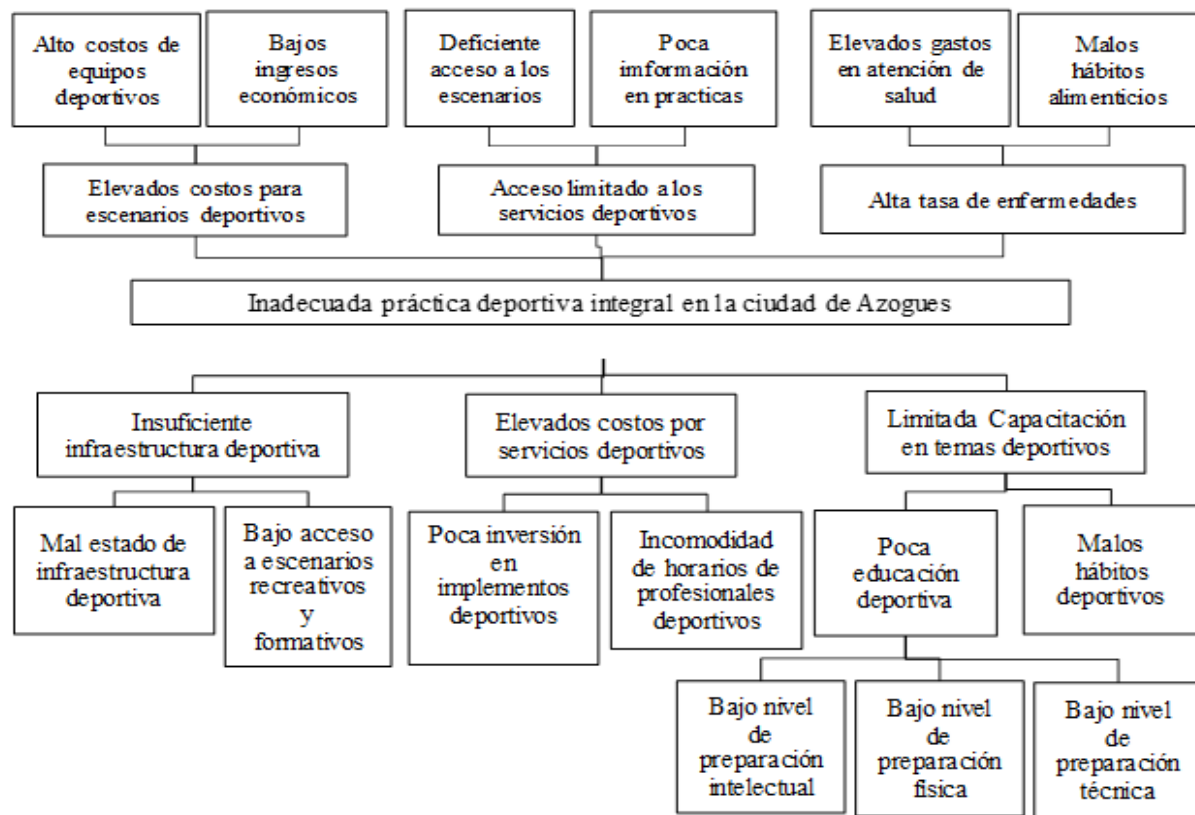 Alto costos de
equipos
deportivos
Bajos
ingresos
económicos
Deficiente
acceso a los
escenarios
Poca
imformación
en practicas
Elevados gastos
en atención de
salud
Malos
hábitos
alimenticios
Elevados costos para
escenarios deportivos
Acceso limitado a los
servicios deportivos
Alta tasa de enfermedades
Inadecuada práctica deportiva integral en la ciudad de Azogues
Insuficiente
infraestructura deportiva
Elevados costos por
servicios deportivos
Limitada Capacitación
en temas deportivos
Mal estado de
infraestructura
deportiva
Bajo acceso
a escenarios
recreativos
y
formativos
Poca inversión
en
implementos
deportivos
Incomodidad
de horarios de
profesionales
deportivos
Poca
educación
deportiva
Malos
hábitos
deportivos
Bajo nivel
de
preparación
intelectual
Bajo nivel
de
preparación
física
Bajo nivel
de
preparación
técnica